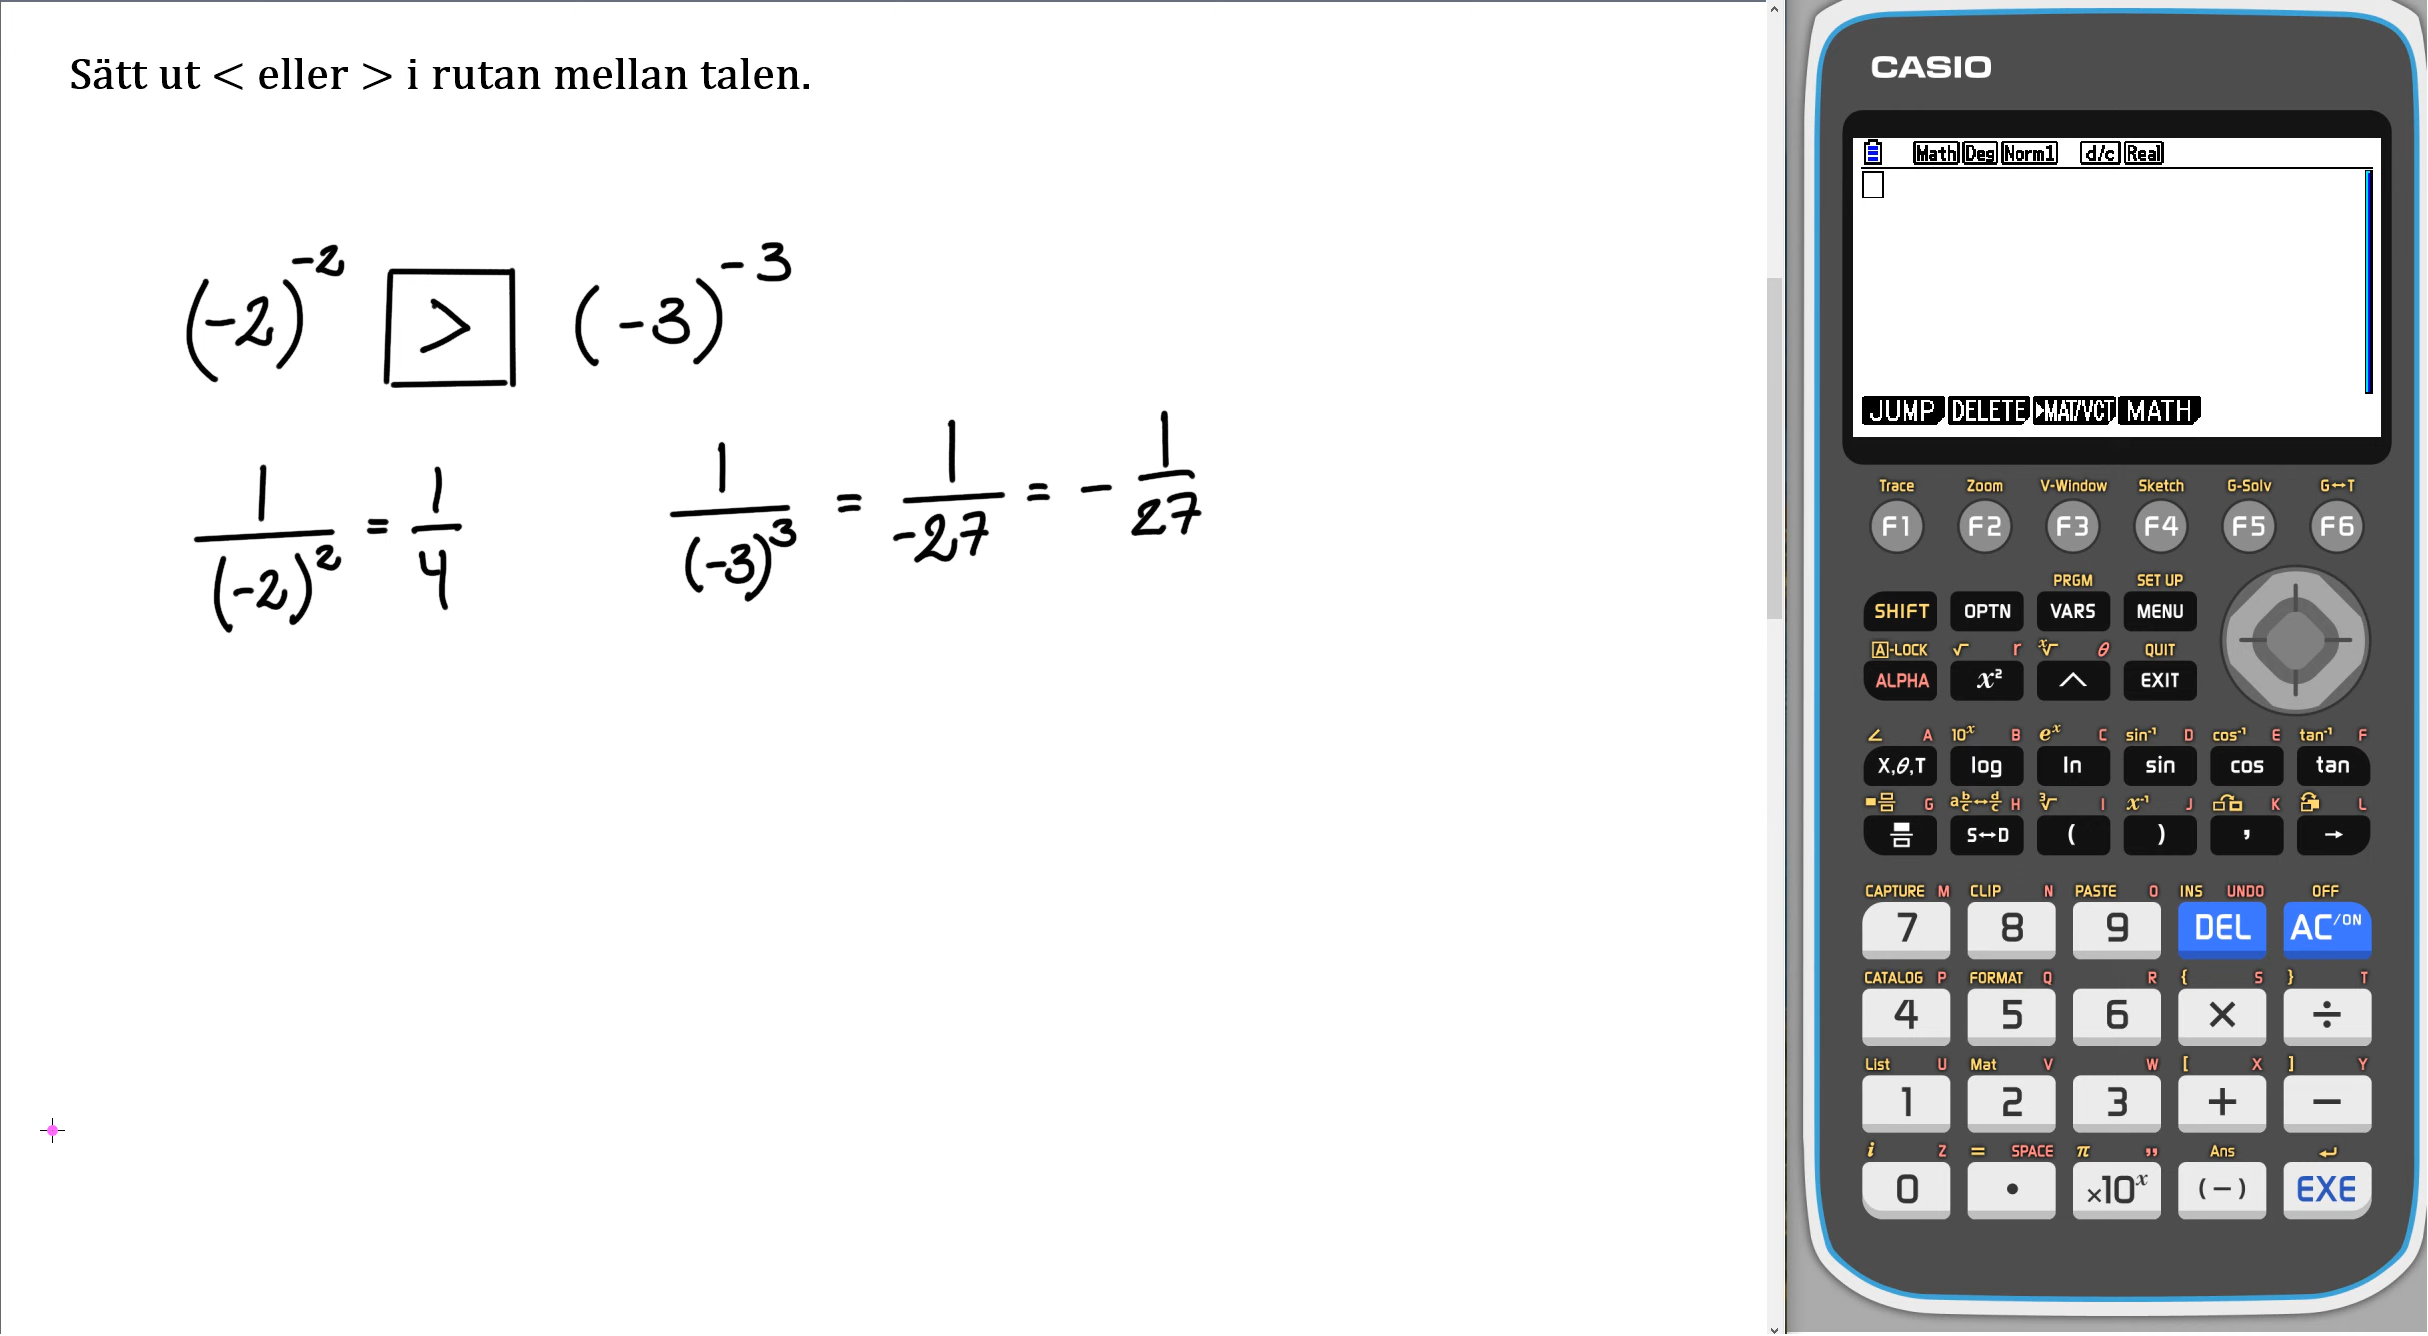 Sätt ut < eller > i rutan mellan talen.
(-2)^-2 > (-3)^-3
1/(-2)^2 = 1/4
1/(-3)^3 = 1/-27 = - 1/27
CASIO
Math Deg Norm1 d/c Real
JUMP DELETE ▸MAT/VCT MATH
Trace Zoom V-Window Sketch G-Solv G↔T
F1 F2 F3 F4 F5 F6
PRGM SET UP
SHIFT OPTN VARS MENU
A-LOCK √ r ˣ√ θ QUIT
ALPHA x² ^ EXIT
∠ A 10ˣ B eˣ C sin⁻¹ D cos⁻¹ E tan⁻¹ F
X,θ,T log ln sin cos tan
G a b/c↔d/c H ³√ I x⁻¹ J K L
S↔D ( ) , →
CAPTURE M CLIP N PASTE O INS UNDO OFF
7 8 9 DEL AC/ON
CATALOG P FORMAT Q R { S } T
4 5 6 × ÷
List U Mat V W [ X ] Y
1 2 3 + −
i Z = SPACE π " Ans ↵
0 • ×10ˣ (−) EXE